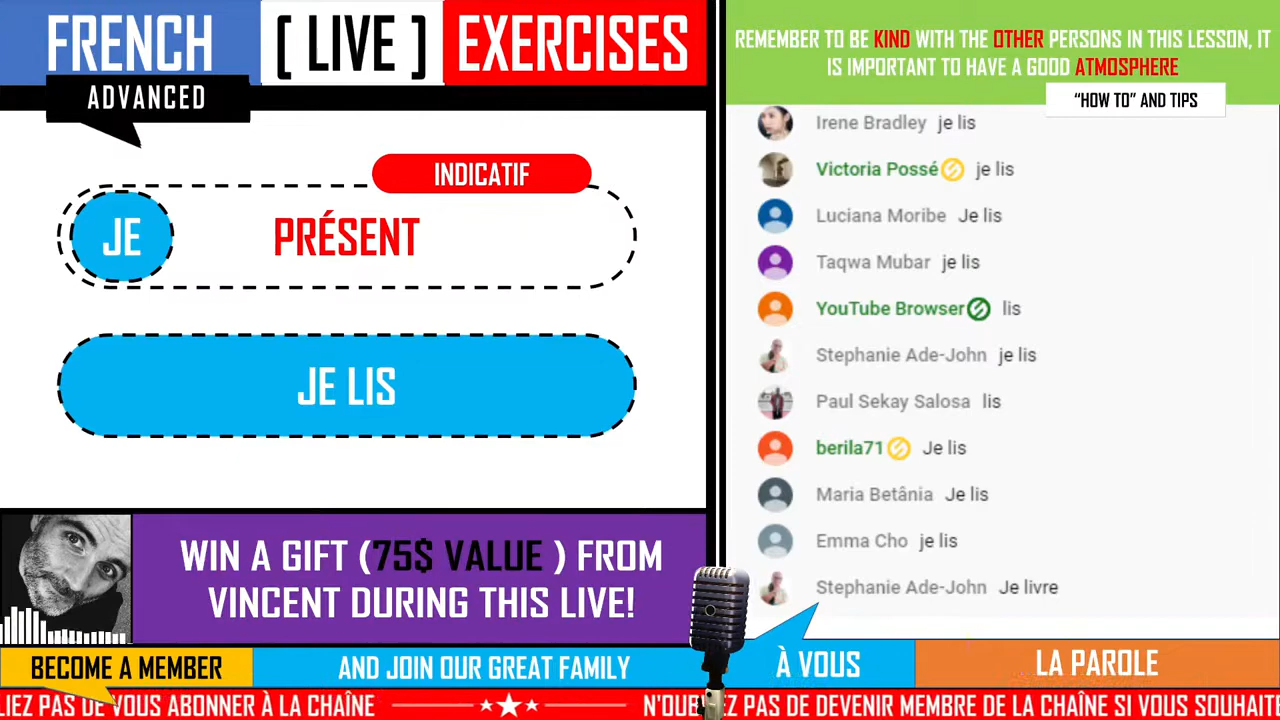 FRENCH [ LIVE ] EXERCISES
ADVANCED
INDICATIF
JE PRÉSENT
JE LIS
WIN A GIFT (75$ VALUE ) FROM
VINCENT DURING THIS LIVE!
BECOME A MEMBER
AND JOIN OUR GREAT FAMILY
REMEMBER TO BE KIND WITH THE OTHER PERSONS IN THIS LESSON, IT
IS IMPORTANT TO HAVE A GOOD ATMOSPHERE
“HOW TO” AND TIPS
Irene Bradley je lis
Victoria Possé je lis
Luciana Moribe Je lis
Taqwa Mubar je lis
YouTube Browser lis
Stephanie Ade-John je lis
Paul Sekay Salosa lis
berila71 Je lis
Maria Betânia Je lis
Emma Cho je lis
Stephanie Ade-John Je livre
À VOUS
LA PAROLE
LIEZ PAS DE VOUS ABONNER À LA CHAÎNE N'OUB EZ PAS DE DEVENIR MEMBRE DE LA CHAÎNE SI VOUS SOUHAITE